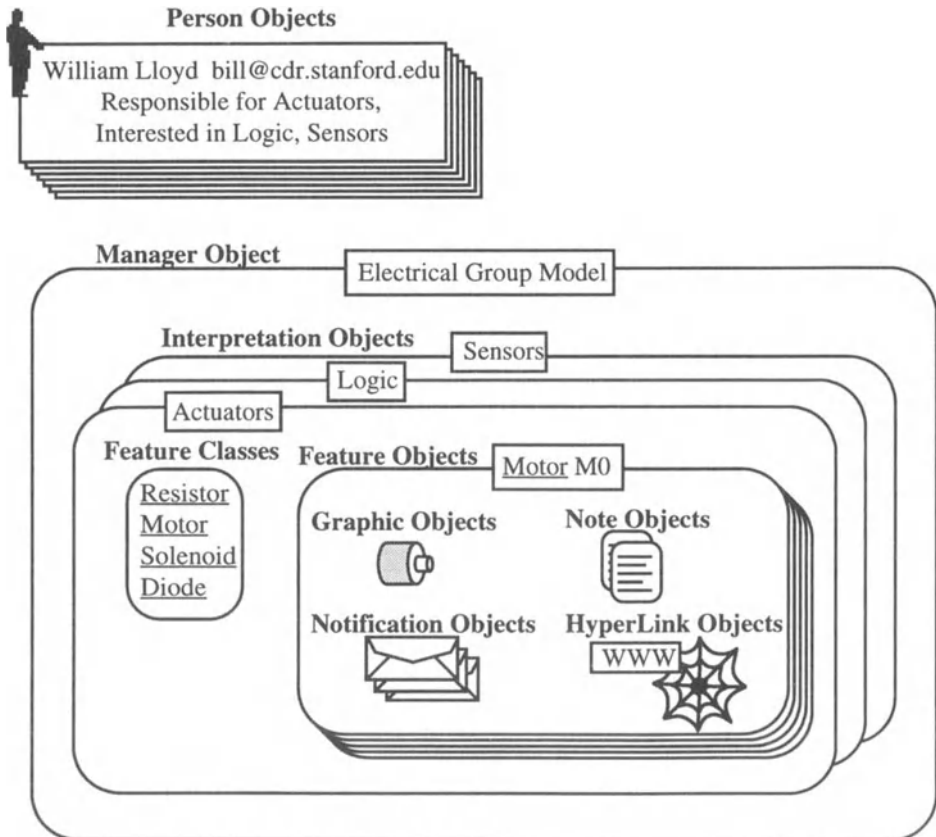 Person Objects
William Lloyd bill@cdr.stanford.edu
Responsible for Actuators,
Interested in Logic, Sensors
Manager Object
Electrical Group Model
Interpretation Objects
Sensors
Logic
Actuators
Feature Classes
Resistor
Motor
Solenoid
Diode
Feature Objects
Motor M0
Graphic Objects
Note Objects
Notification Objects
HyperLink Objects
WWW